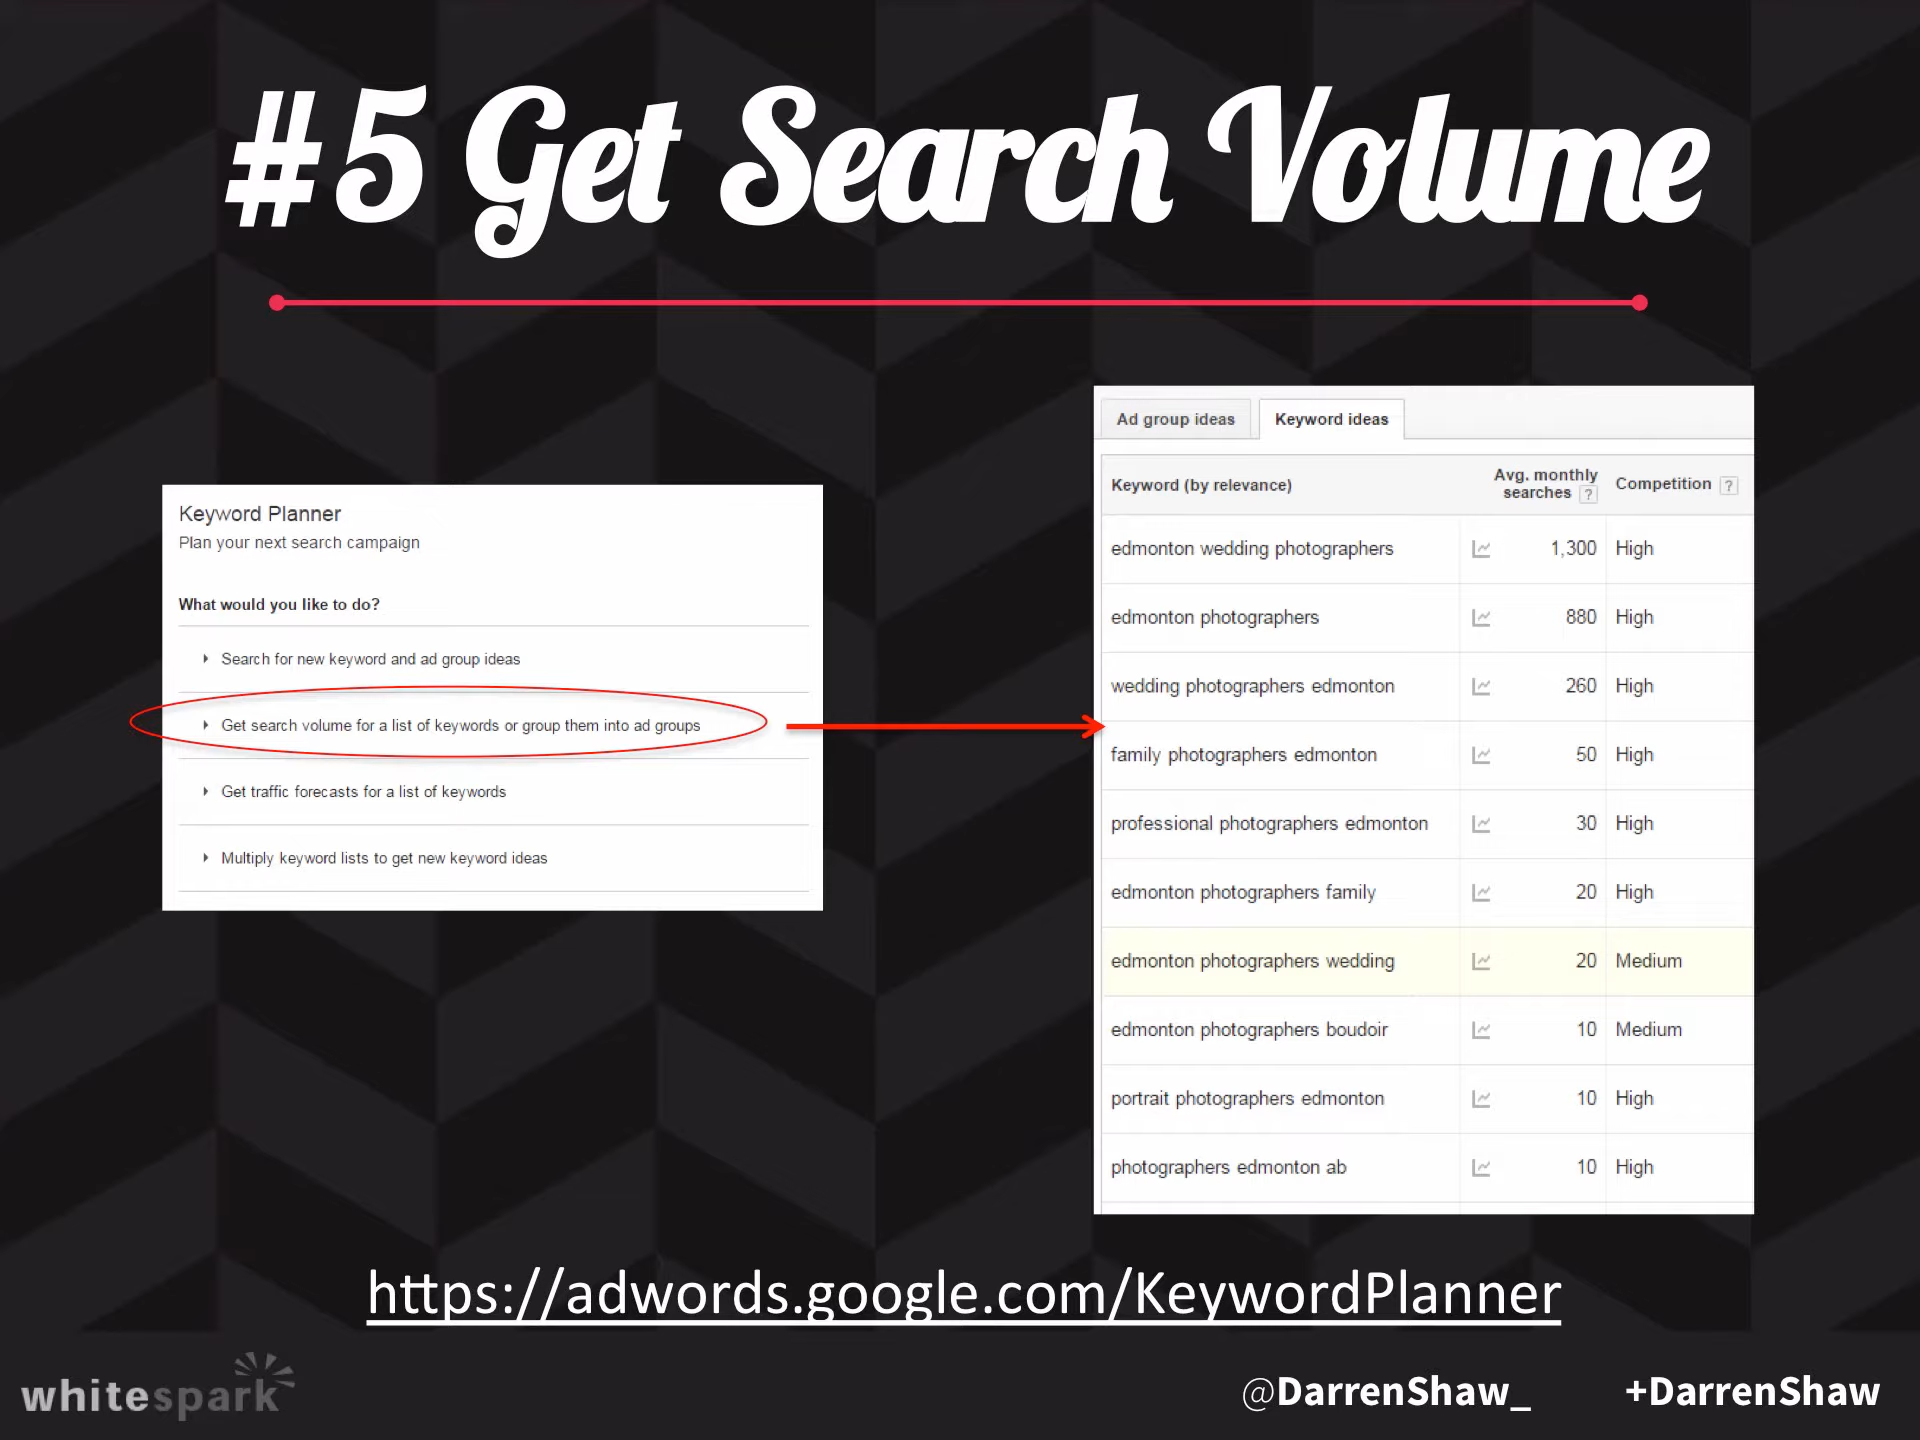 #5 Get Search Volume
Keyword Planner
Plan your next search campaign
What would you like to do?
Search for new keyword and ad group ideas
Get search volume for a list of keywords or group them into ad groups
Get traffic forecasts for a list of keywords
Multiply keyword lists to get new keyword ideas
Ad group ideas Keyword ideas
Keyword (by relevance) Avg. monthly searches ? Competition ?
edmonton wedding photographers 1,300 High
edmonton photographers 880 High
wedding photographers edmonton 260 High
family photographers edmonton 50 High
professional photographers edmonton 30 High
edmonton photographers family 20 High
edmonton photographers wedding 20 Medium
edmonton photographers boudoir 10 Medium
portrait photographers edmonton 10 High
photographers edmonton ab 10 High
https://adwords.google.com/KeywordPlanner
whitespark @DarrenShaw_ +DarrenShaw